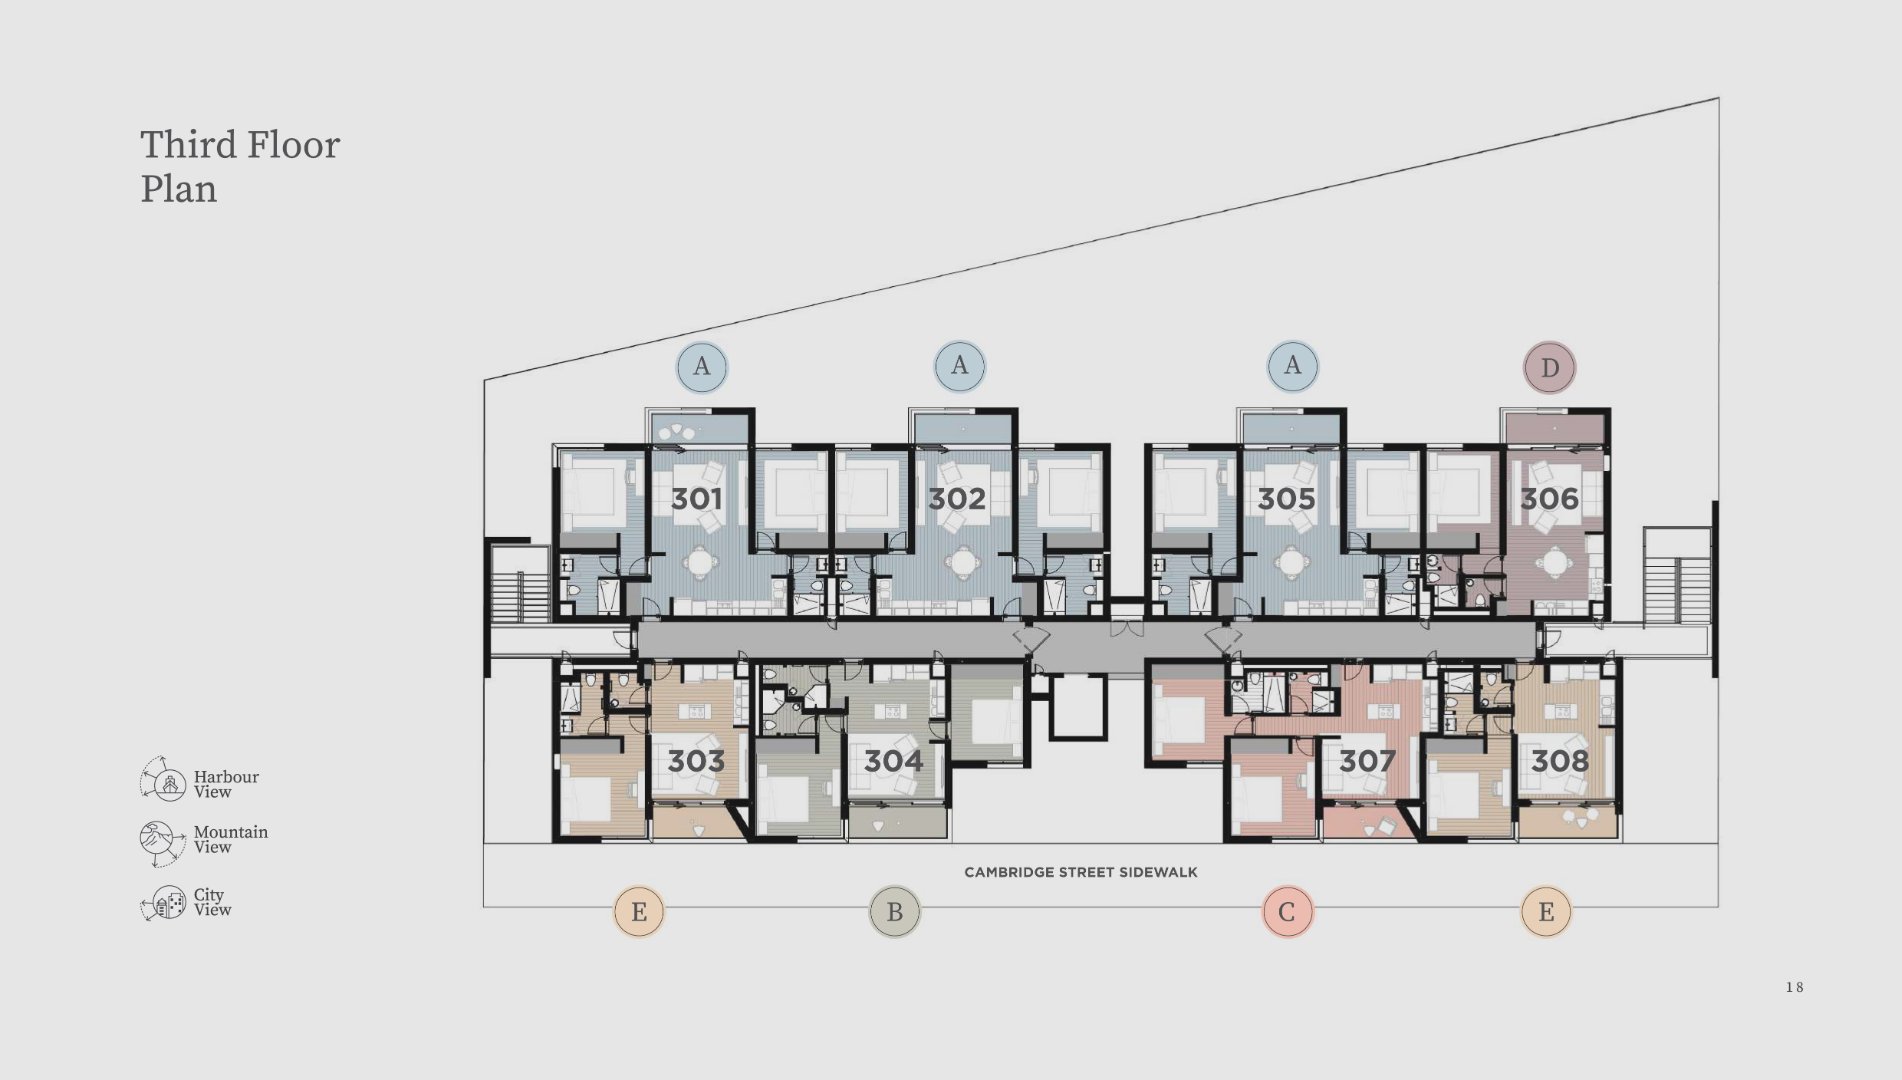 Third Floor
Plan
A
A
A
D
301
302
305
306
303
304
307
308
Harbour
View
Mountain
View
City
View
CAMBRIDGE STREET SIDEWALK
E
B
C
E
18